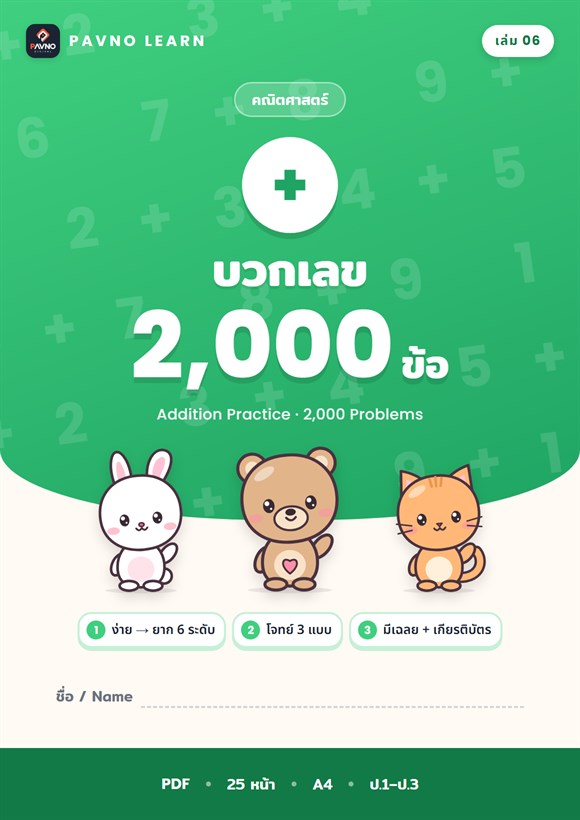 PAVNO
PAVNO LEARN
เล่ม 06
คณิตศาสตร์
+
บวกเลข
2,000 ข้อ
Addition Practice · 2,000 Problems
1 ง่าย → ยาก 6 ระดับ
2 โจทย์ 3 แบบ
3 มีเฉลย + เกียรติบัตร
ชื่อ / Name
PDF • 25 หน้า • A4 • ป.1–ป.3